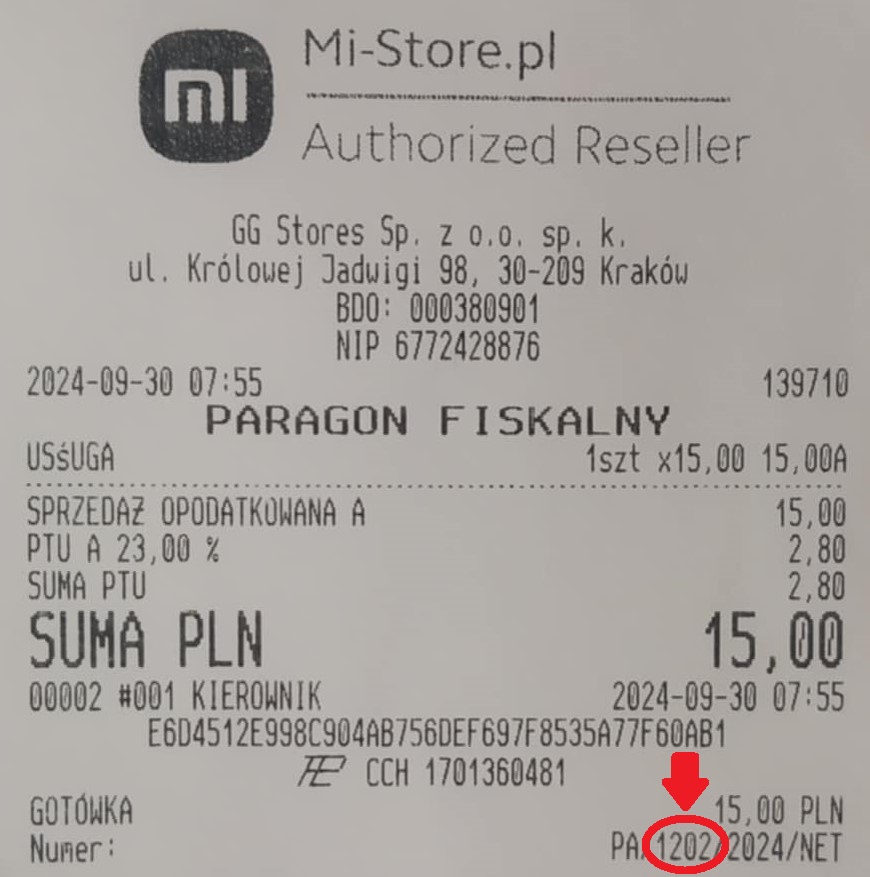 mi
Mi-Store.pl
Authorized Reseller
GG Stores Sp. z o.o. sp. k.
ul. Królowej Jadwigi 98, 30-209 Kraków
BDO: 000380901
NIP 6772428876
2024-09-30 07:55 139710
PARAGON FISKALNY
USśUGA 1szt x15,00 15,00A
SPRZEDAŻ OPODATKOWANA A 15,00
PTU A 23,00 % 2,80
SUMA PTU 2,80
SUMA PLN 15,00
00002 #001 KIEROWNIK 2024-09-30 07:55
E6D4512E998C904AB756DEF697F8535A77F60AB1
CCH 1701360481
GOTÓWKA 15,00 PLN
Numer: PA/1202/2024/NET